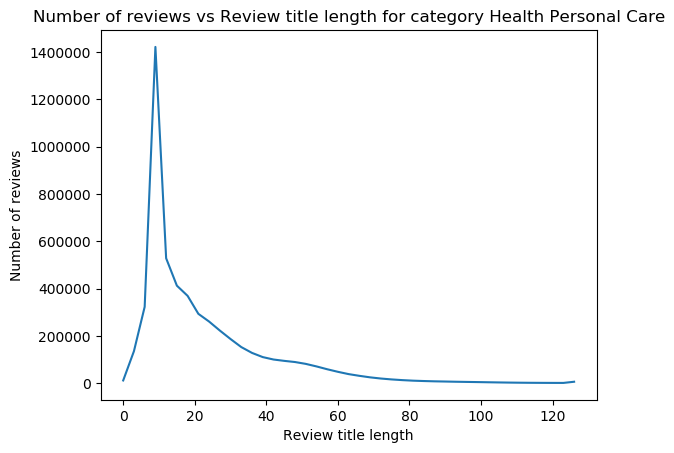 Number of reviews vs Review title length for category Health Personal Care
1400000
1200000
1000000
800000
600000
400000
200000
0
Number of reviews
0 20 40 60 80 100 120
Review title length